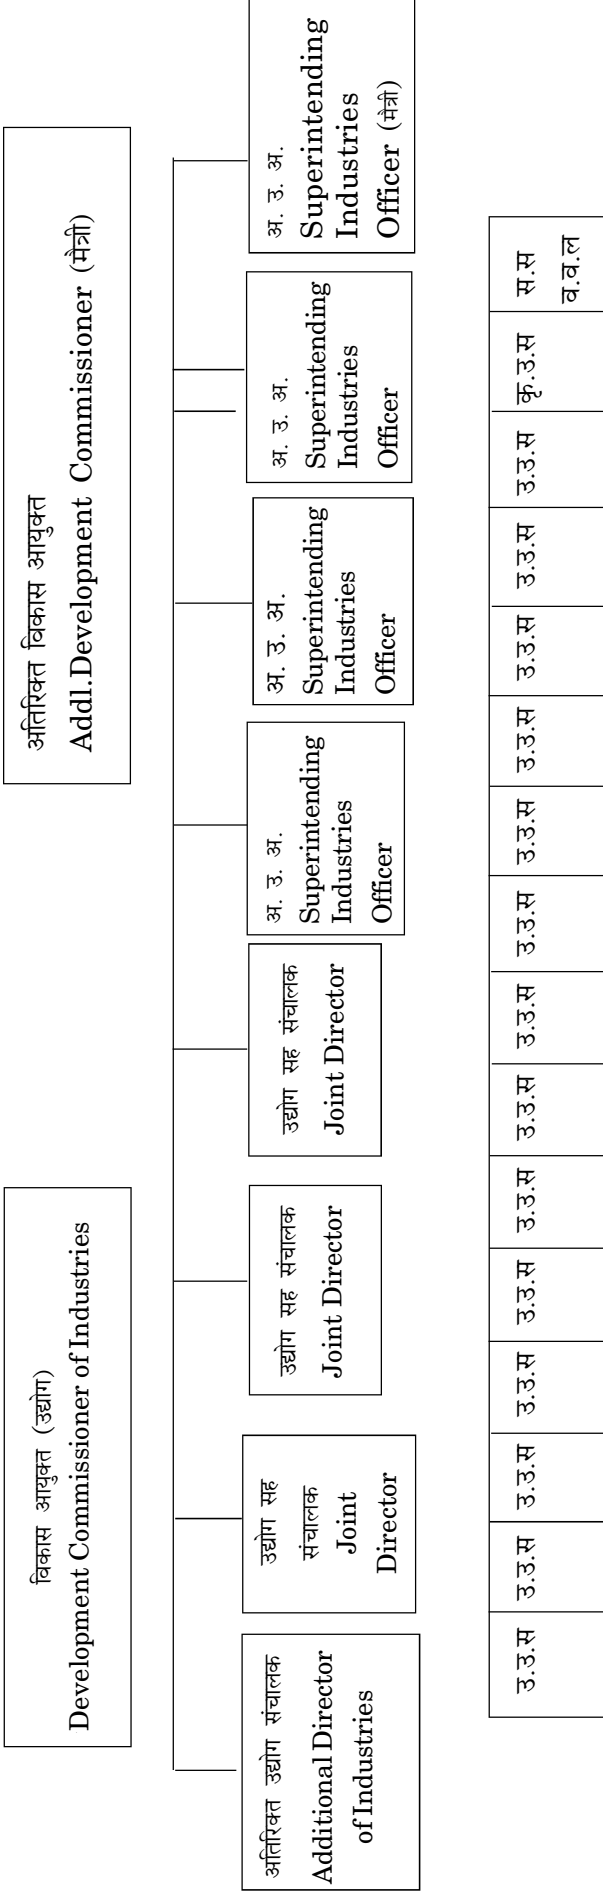 विकास आयुक्त (उद्योग)
Development Commissioner of Industries
अतिरिक्त विकास आयुक्त
Addl.Development Commissioner (मैत्री)
अतिरिक्त उद्योग संचालक
Additional Director
of Industries
उद्योग सह
संचालक
Joint
Director
उद्योग सह संचालक
Joint Director
उद्योग सह संचालक
Joint Director
अ. उ. अ.
Superintending
Industries
Officer
अ. उ. अ.
Superintending
Industries
Officer
अ. उ. अ.
Superintending
Industries
Officer
अ. उ. अ.
Superintending
Industries
Officer (मैत्री)
उ.उ.स
उ.उ.स
उ.उ.स
उ.उ.स
उ.उ.स
उ.उ.स
उ.उ.स
उ.उ.स
उ.उ.स
उ.उ.स
उ.उ.स
उ.उ.स
उ.उ.स
उ.उ.स
कृ.उ.स
स.स
व.व.ल